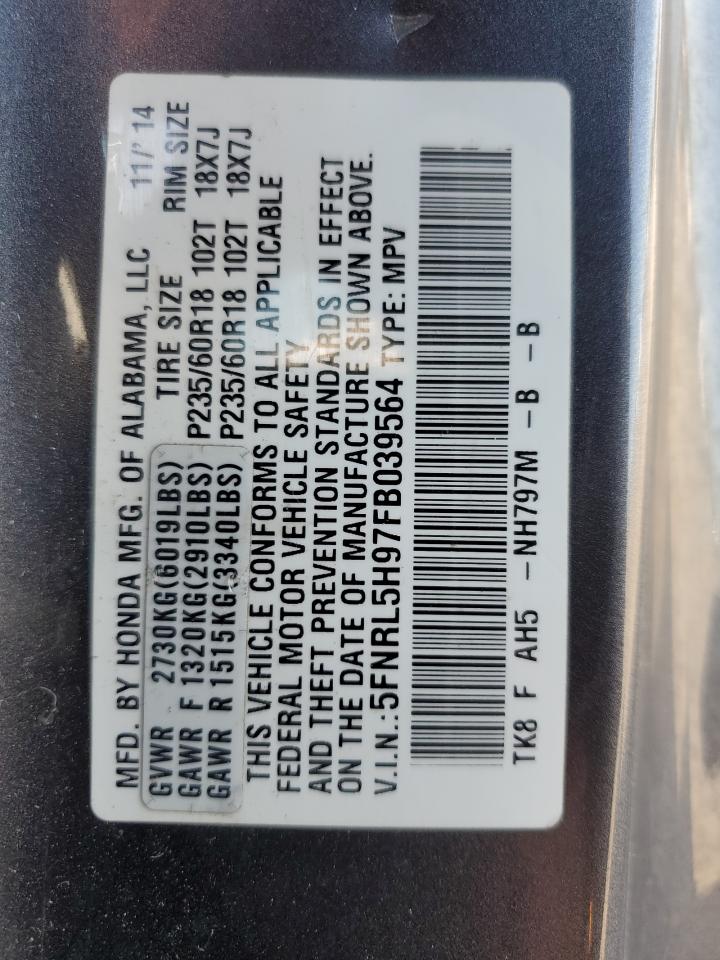 MFD. BY HONDA MFG. OF ALABAMA, LLC 11/'14
GVWR 2730KG(6019LBS) TIRE SIZE RIM SIZE
GAWR F 1320KG(2910LBS) P235/60R18 102T 18X7J
GAWR R 1515KG(3340LBS) P235/60R18 102T 18X7J
THIS VEHICLE CONFORMS TO ALL APPLICABLE
FEDERAL MOTOR VEHICLE SAFETY
AND THEFT PREVENTION STANDARDS IN EFFECT
ON THE DATE OF MANUFACTURE SHOWN ABOVE.
V.I.N.:5FNRL5H97FB039564 TYPE: MPV
TK8 F AH5 -NH797M -B -B